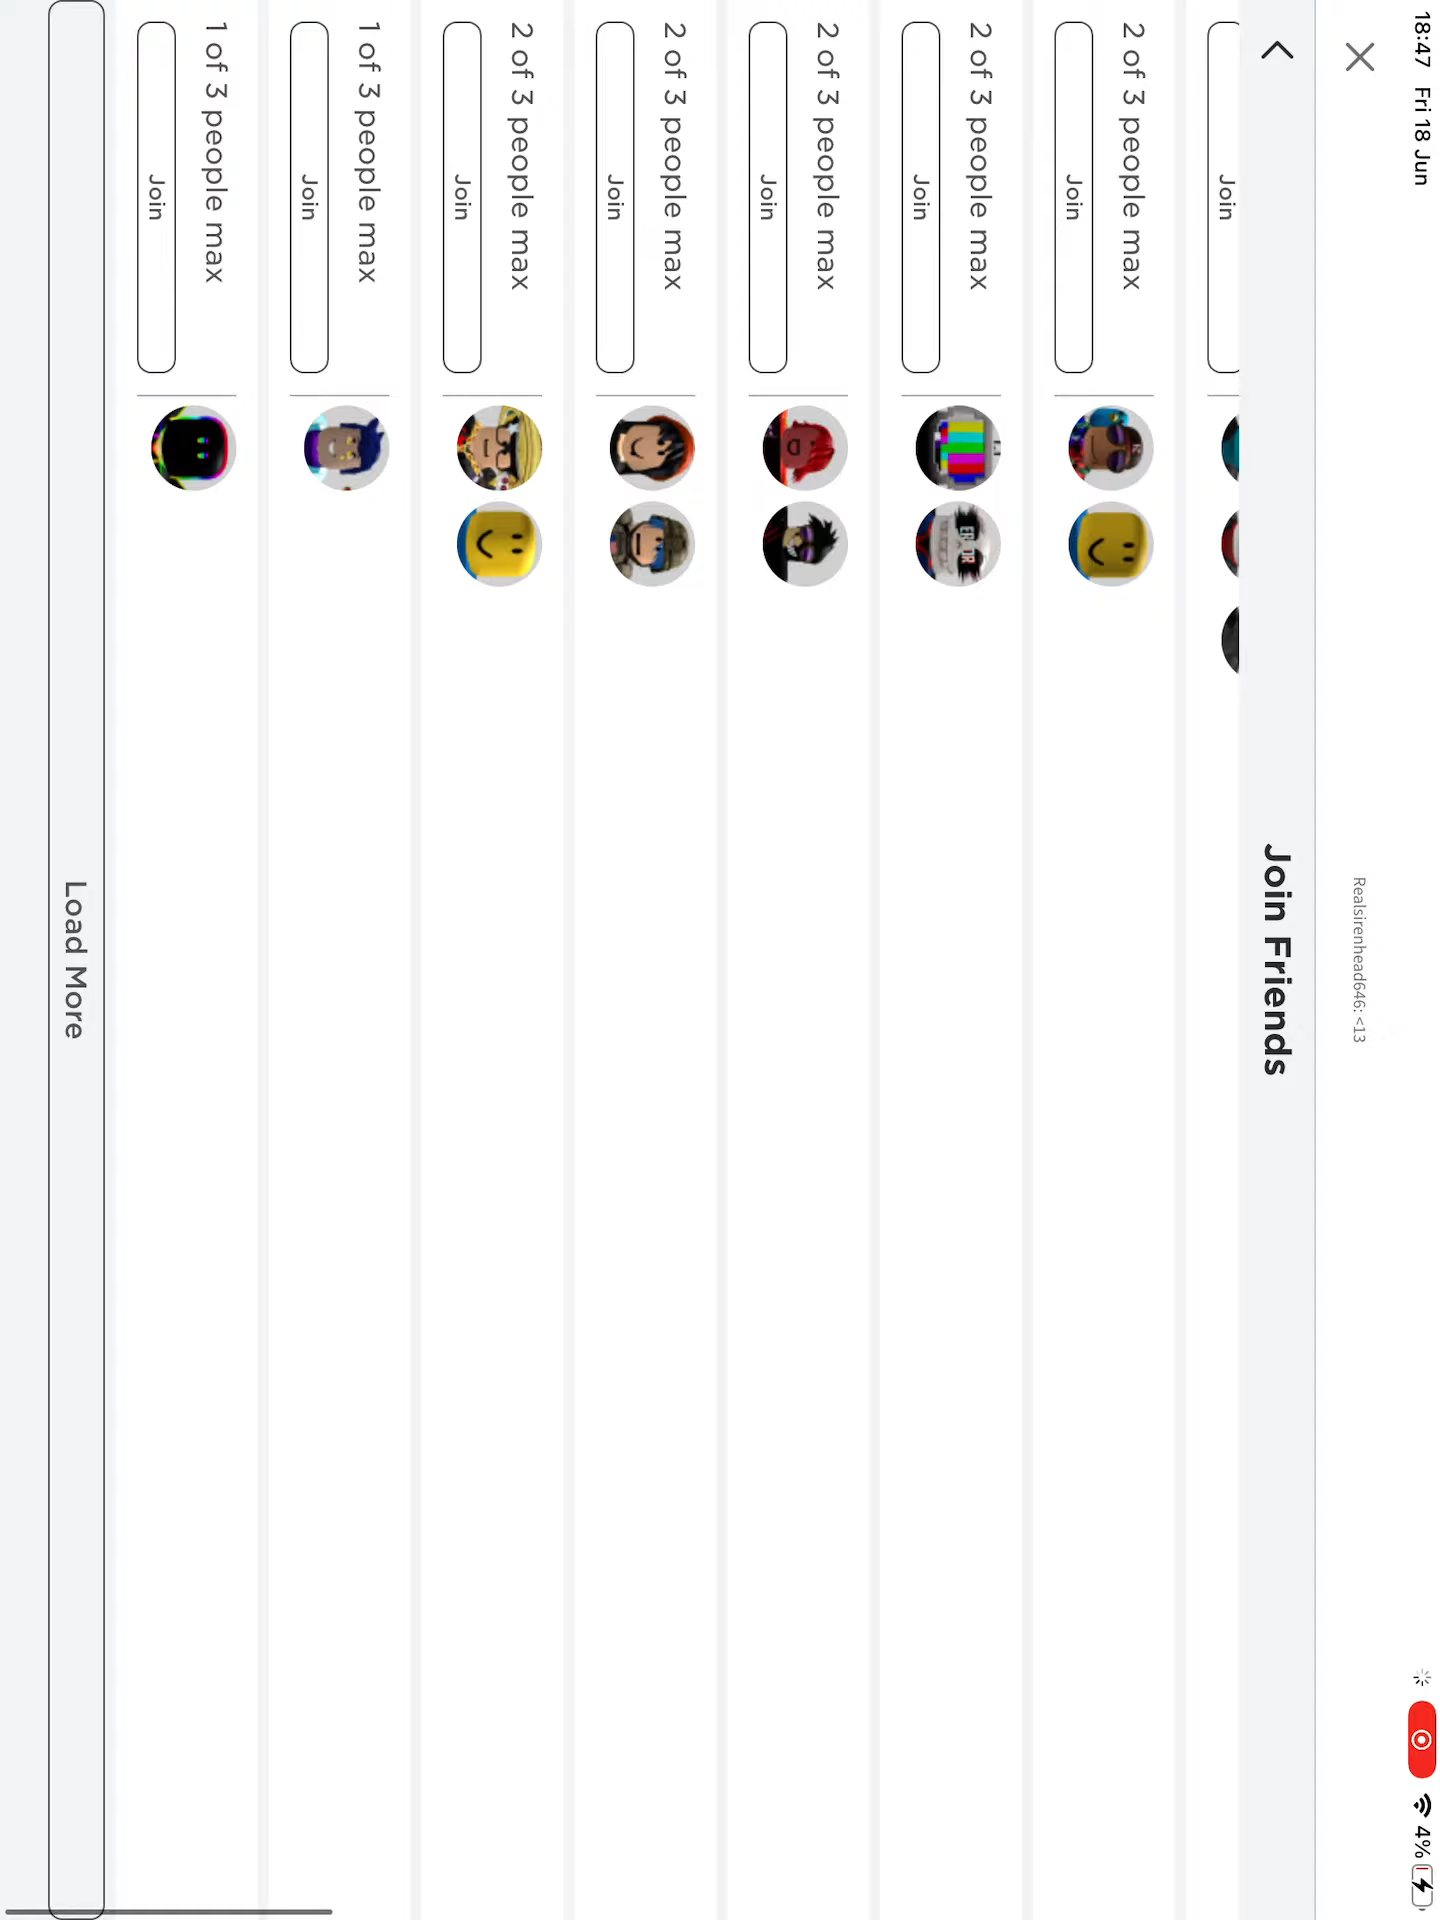 18:47 Fri 18 Jun
4%
Realsirenhead646: <13
Join Friends
Join
2 of 3 people max
Join
2 of 3 people max
ER OR
Join
2 of 3 people max
Join
2 of 3 people max
Join
2 of 3 people max
Join
1 of 3 people max
Join
1 of 3 people max
Join
Load More